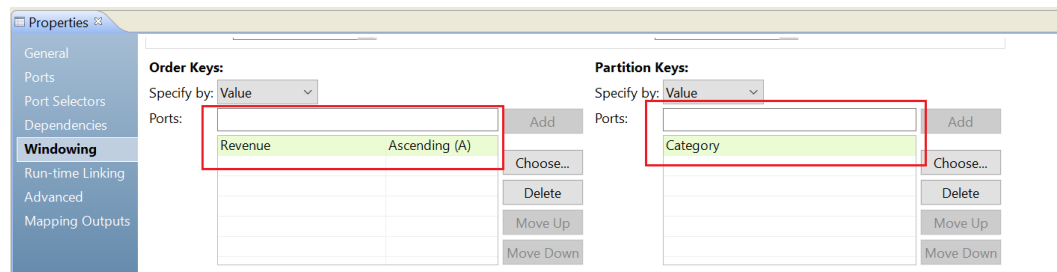 Properties
General
Ports
Port Selectors
Dependencies
Windowing
Run-time Linking
Advanced
Mapping Outputs
Order Keys:
Specify by: Value
Ports:
Add
Revenue Ascending (A)
Choose...
Delete
Move Up
Move Down
Partition Keys:
Specify by: Value
Ports:
Add
Category
Choose...
Delete
Move Up
Move Down